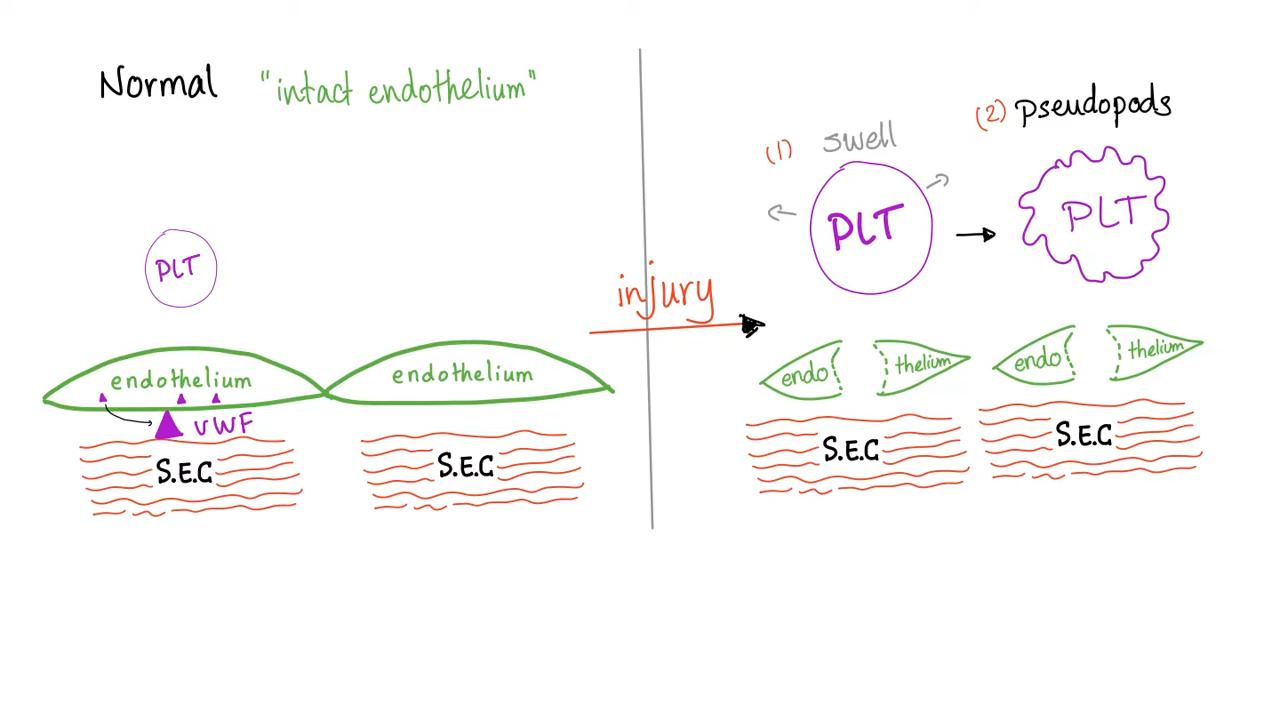 Normal "intact endothelium"
PLT
endothelium
endothelium
vWF
S.E.C
S.E.C
injury
(1) swell
PLT
(2) pseudopods
PLT
endo thelium
endo thelium
S.E.C
S.E.C